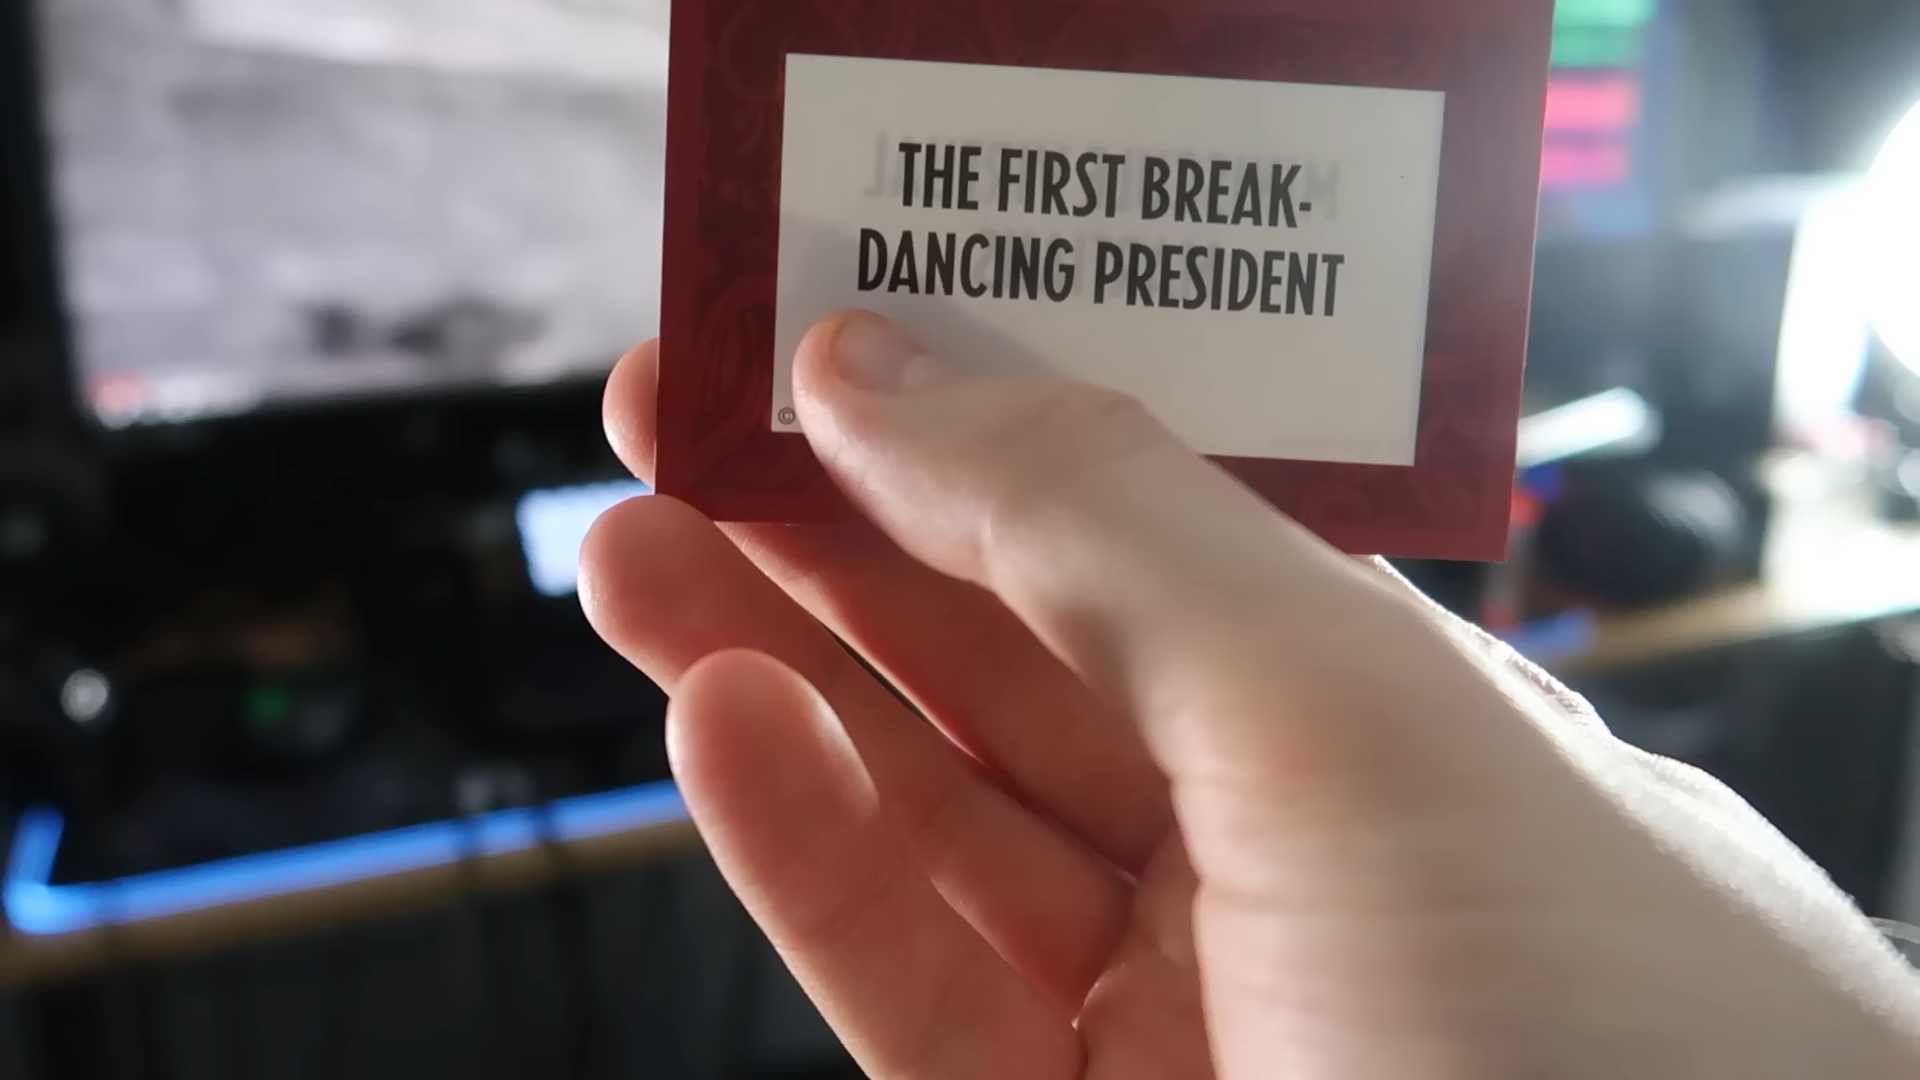 THE FIRST BREAK-
DANCING PRESIDENT
©